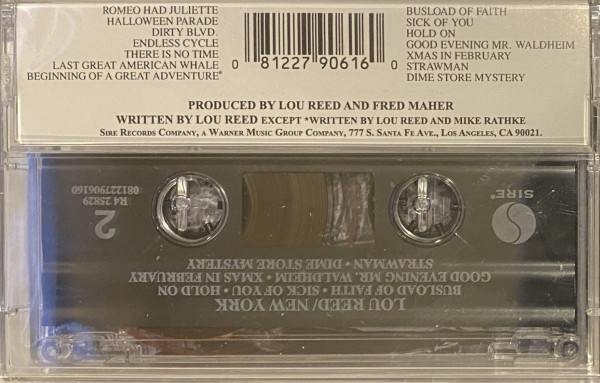 ROMEO HAD JULIETTE
HALLOWEEN PARADE
DIRTY BLVD.
ENDLESS CYCLE
THERE IS NO TIME
LAST GREAT AMERICAN WHALE
BEGINNING OF A GREAT ADVENTURE*
0 81227 90616 0
BUSLOAD OF FAITH
SICK OF YOU
HOLD ON
GOOD EVENING MR. WALDHEIM
XMAS IN FEBRUARY
STRAWMAN
DIME STORE MYSTERY
PRODUCED BY LOU REED AND FRED MAHER
WRITTEN BY LOU REED EXCEPT *WRITTEN BY LOU REED AND MIKE RATHKE
SIRE RECORDS COMPANY, A WARNER MUSIC GROUP COMPANY, 777 S. SANTA FE AVE., LOS ANGELES, CA 90021.
LOU REED/NEW YORK
BUSLOAD OF FAITH • SICK OF YOU • HOLD ON
GOOD EVENING MR. WALDHEIM • XMAS IN FEBRUARY
STRAWMAN • DIME STORE MYSTERY
SIRE®
2
R4 25829
081227906160